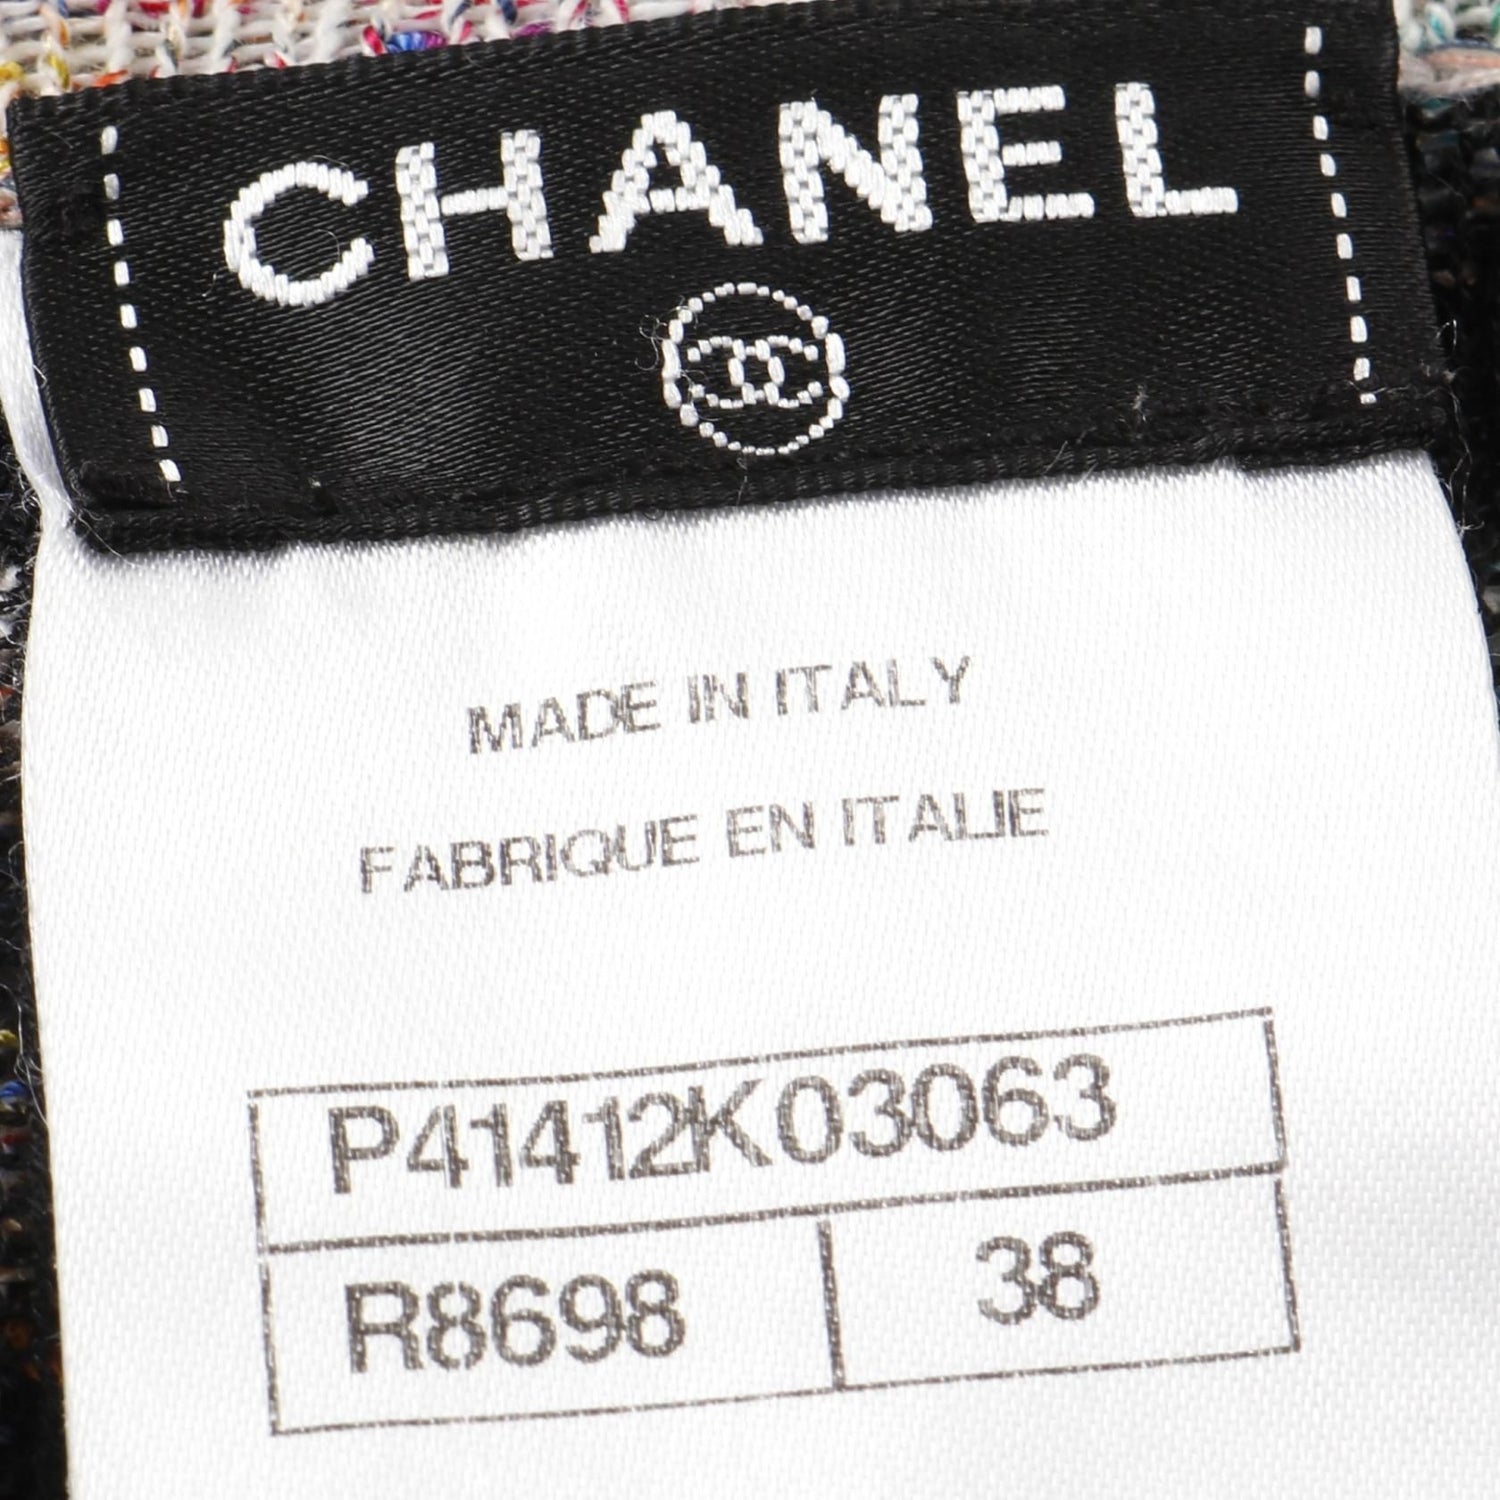 CHANEL
MADE IN ITALY
FABRIQUE EN ITALIE
P41412K03063
R8698 38